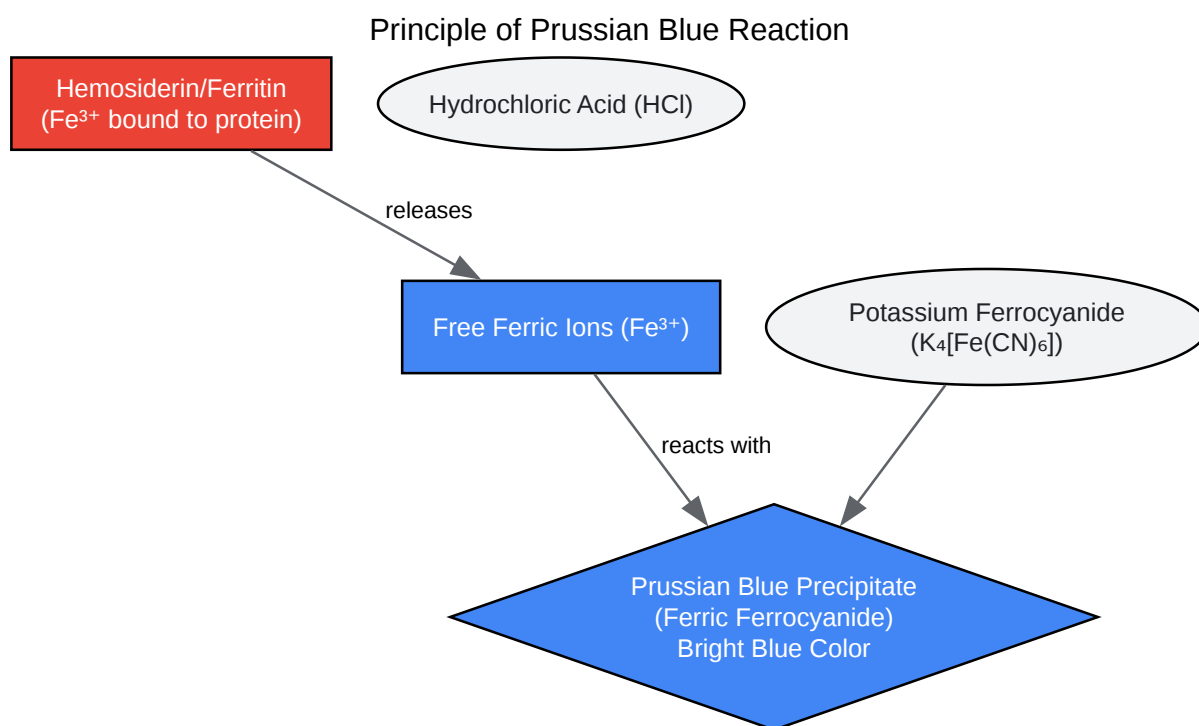 Principle of Prussian Blue Reaction
Hemosiderin/Ferritin
(Fe³⁺ bound to protein)
Hydrochloric Acid (HCl)
releases
Free Ferric Ions (Fe³⁺)
Potassium Ferrocyanide
(K₄[Fe(CN)₆])
reacts with
Prussian Blue Precipitate
(Ferric Ferrocyanide)
Bright Blue Color